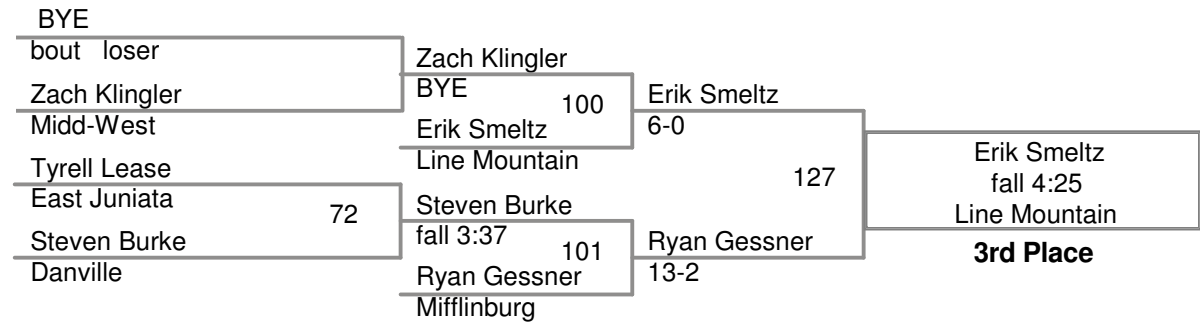 BYE
bout loser
Zach Klingler
Midd-West
Tyrell Lease
East Juniata
72
Steven Burke
Danville
Zach Klingler
BYE
100
Erik Smeltz
Line Mountain
Steven Burke
fall 3:37
101
Ryan Gessner
Mifflinburg
Erik Smeltz
6-0
127
Ryan Gessner
13-2
Erik Smeltz
fall 4:25
Line Mountain
3rd Place